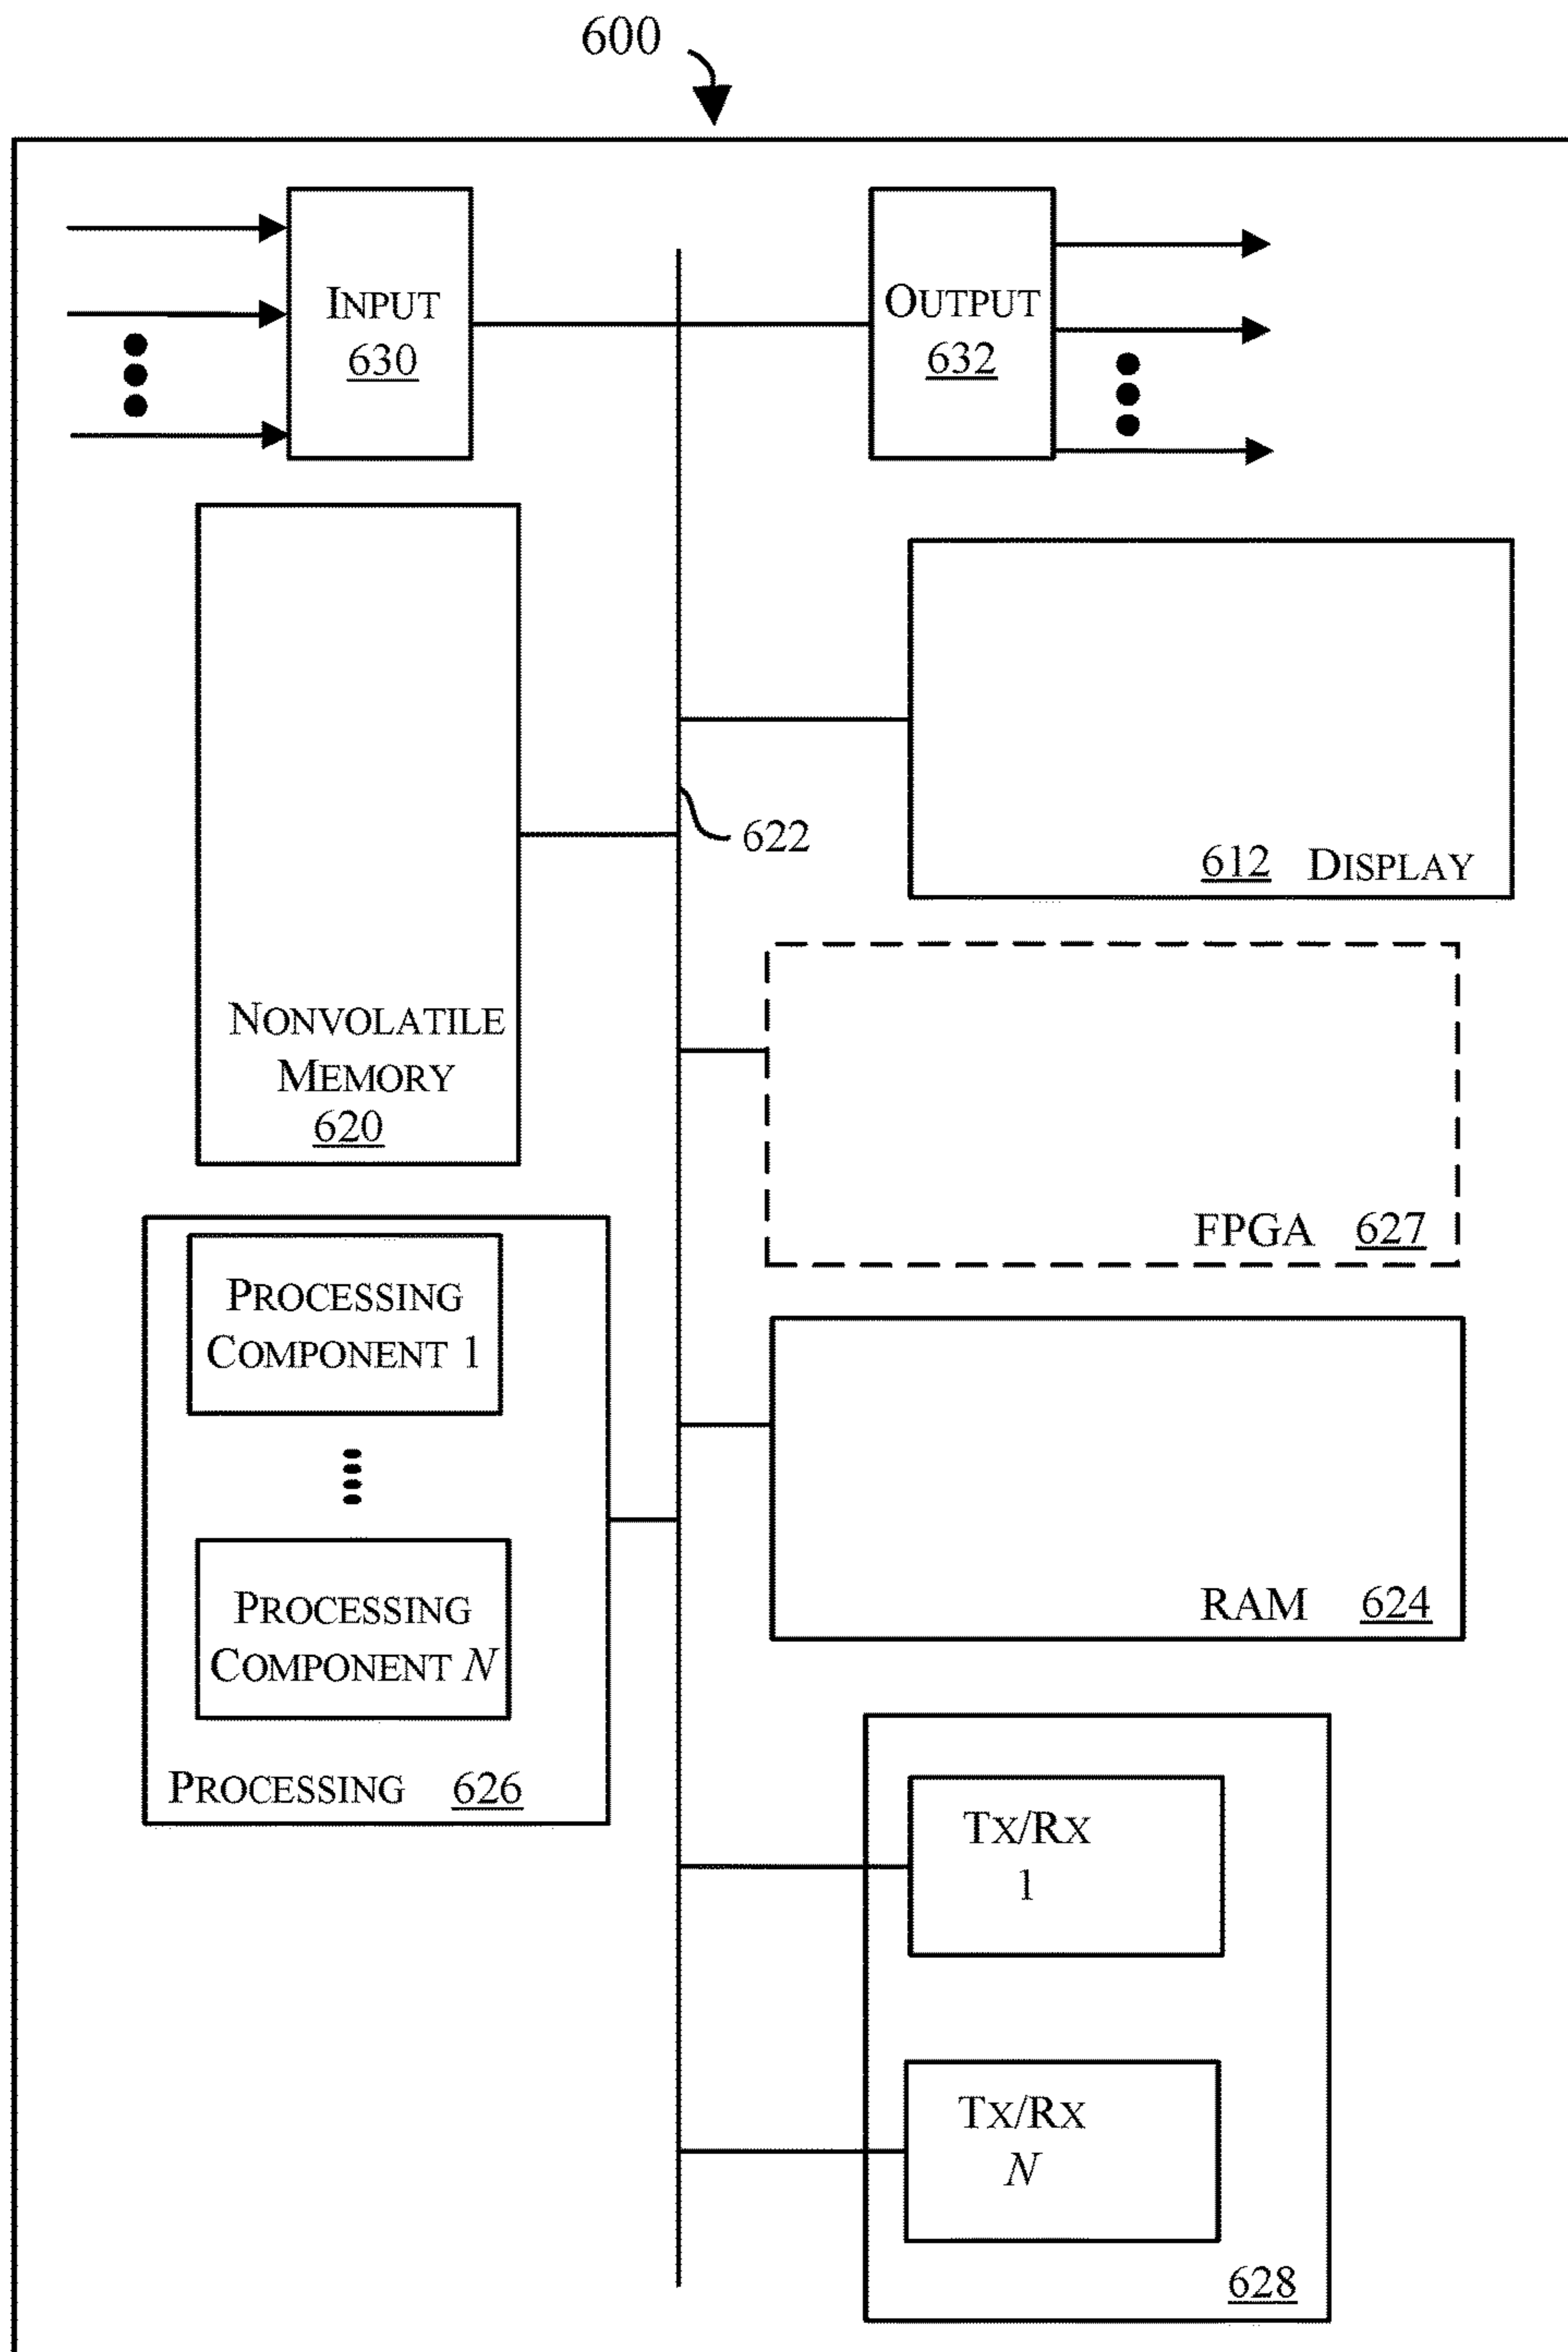 600
INPUT
630
OUTPUT
632
622
612 DISPLAY
NONVOLATILE
MEMORY
620
FPGA 627
PROCESSING
COMPONENT 1
PROCESSING
COMPONENT N
PROCESSING 626
RAM 624
TX/RX
1
TX/RX
N
628